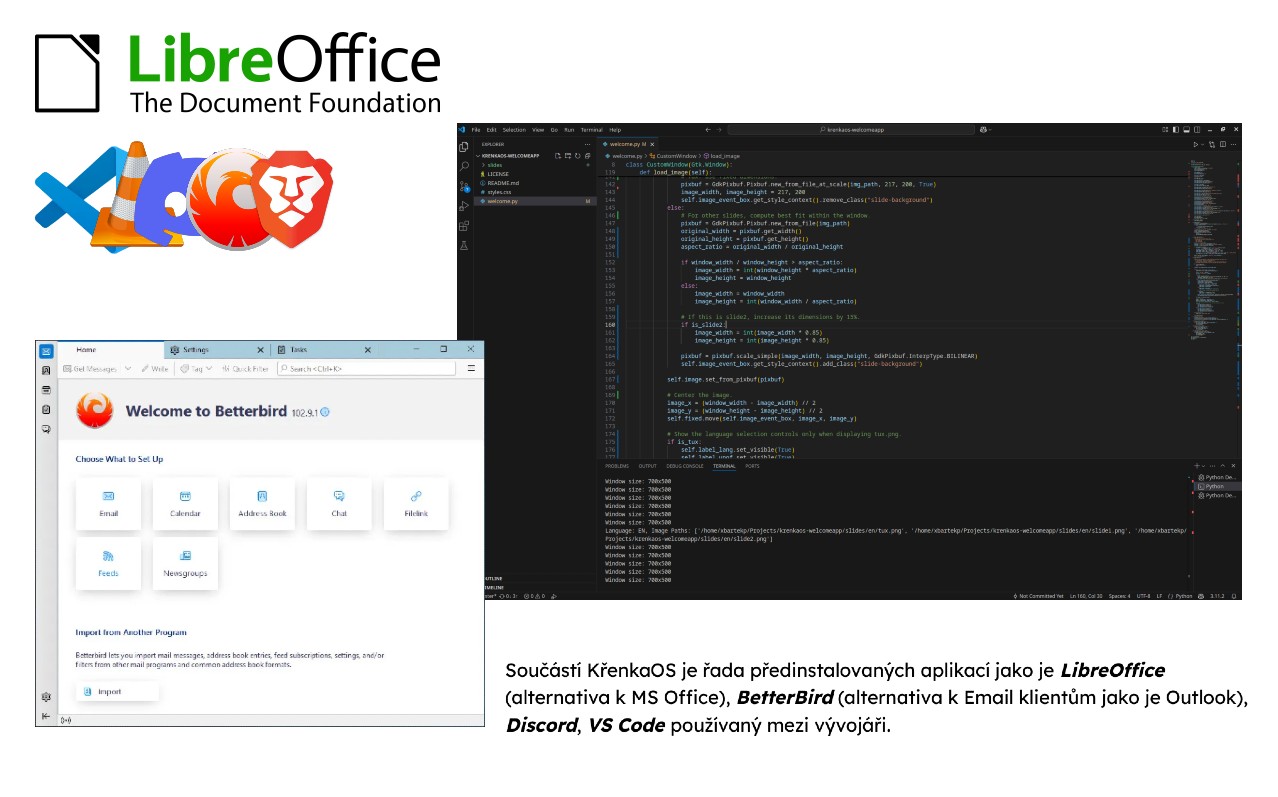 LibreOffice
The Document Foundation
File Edit Selection View Go Run Terminal Help
krenkaos-welcomeapp
EXPLORER
KRENKAOS-WELCOMEAPP
slides
LICENSE
README.md
styles.css
welcome.py M
welcome.py M
welcome.py > CustomWindow > load_image
8 class CustomWindow(Gtk.Window):
119 def load_image(self):
142 pixbuf = GdkPixbuf.Pixbuf.new_from_file_at_scale(img_path, 217, 200, True)
143 image_width, image_height = 217, 200
144 self.image_event_box.get_style_context().remove_class("slide-background")
145 else:
146 # For other slides, compute best fit within the window.
147 pixbuf = GdkPixbuf.Pixbuf.new_from_file(img_path)
148 original_width = pixbuf.get_width()
149 original_height = pixbuf.get_height()
150 aspect_ratio = original_width / original_height
151
152 if window_width / window_height > aspect_ratio:
153 image_width = int(window_height * aspect_ratio)
154 image_height = window_height
155 else:
156 image_width = window_width
157 image_height = int(window_width / aspect_ratio)
158
159 # If this is slide2, increase its dimensions by 15%.
160 if is_slide2:
161 image_width = int(image_width * 0.85)
162 image_height = int(image_height * 0.85)
163
164 pixbuf = pixbuf.scale_simple(image_width, image_height, GdkPixbuf.InterpType.BILINEAR)
165 self.image_event_box.get_style_context().add_class("slide-background")
166
167 self.image.set_from_pixbuf(pixbuf)
168
169 # Center the image.
170 image_x = (window_width - image_width) // 2
171 image_y = (window_height - image_height) // 2
172 self.fixed.move(self.image_event_box, image_x, image_y)
173
174 # Show the language selection controls only when displaying tux.png.
175 if is_tux:
176 self.label_lang.set_visible(True)
PROBLEMS OUTPUT DEBUG CONSOLE TERMINAL PORTS
Python De...
Python
Python De...
Window size: 700x500
Window size: 700x500
Window size: 700x500
Window size: 700x500
Window size: 700x500
Window size: 700x500
Language: EN, Image Paths: ['/home/xbartekp/Projects/krenkaos-welcomeapp/slides/en/tux.png', '/home/xbartekp/Projects/krenkaos-welcomeapp/slides/en/slide1.png', '/home/xbartekp/
Projects/krenkaos-welcomeapp/slides/en/slide2.png']
Window size: 700x500
Window size: 700x500
Window size: 700x500
Window size: 700x500
Window size: 700x500
Not Committed Yet Ln 160, Col 30 Spaces: 4 UTF-8 LF Python 3.11.2
Home Settings Tasks
Get Messages Write Tag Quick Filter Search <Ctrl+K>
Welcome to Betterbird 102.9.1
Choose What to Set Up
Email Calendar Address Book Chat Filelink
Feeds Newsgroups
Import from Another Program
Betterbird lets you import mail messages, address book entries, feed subscriptions, settings, and/or
filters from other mail programs and common address book formats.
Import
Součástí KřenkaOS je řada předinstalovaných aplikací jako je LibreOffice
(alternativa k MS Office), BetterBird (alternativa k Email klientům jako je Outlook),
Discord, VS Code používaný mezi vývojáři.